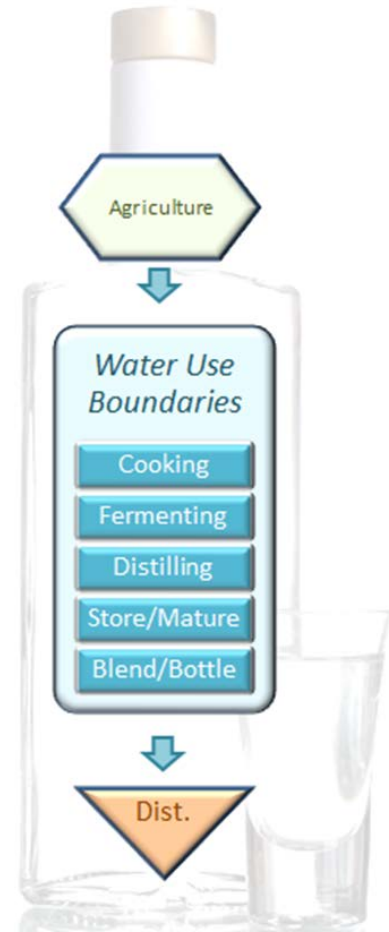 Agriculture
Water Use
Boundaries
Cooking
Fermenting
Distilling
Store/Mature
Blend/Bottle
Dist.